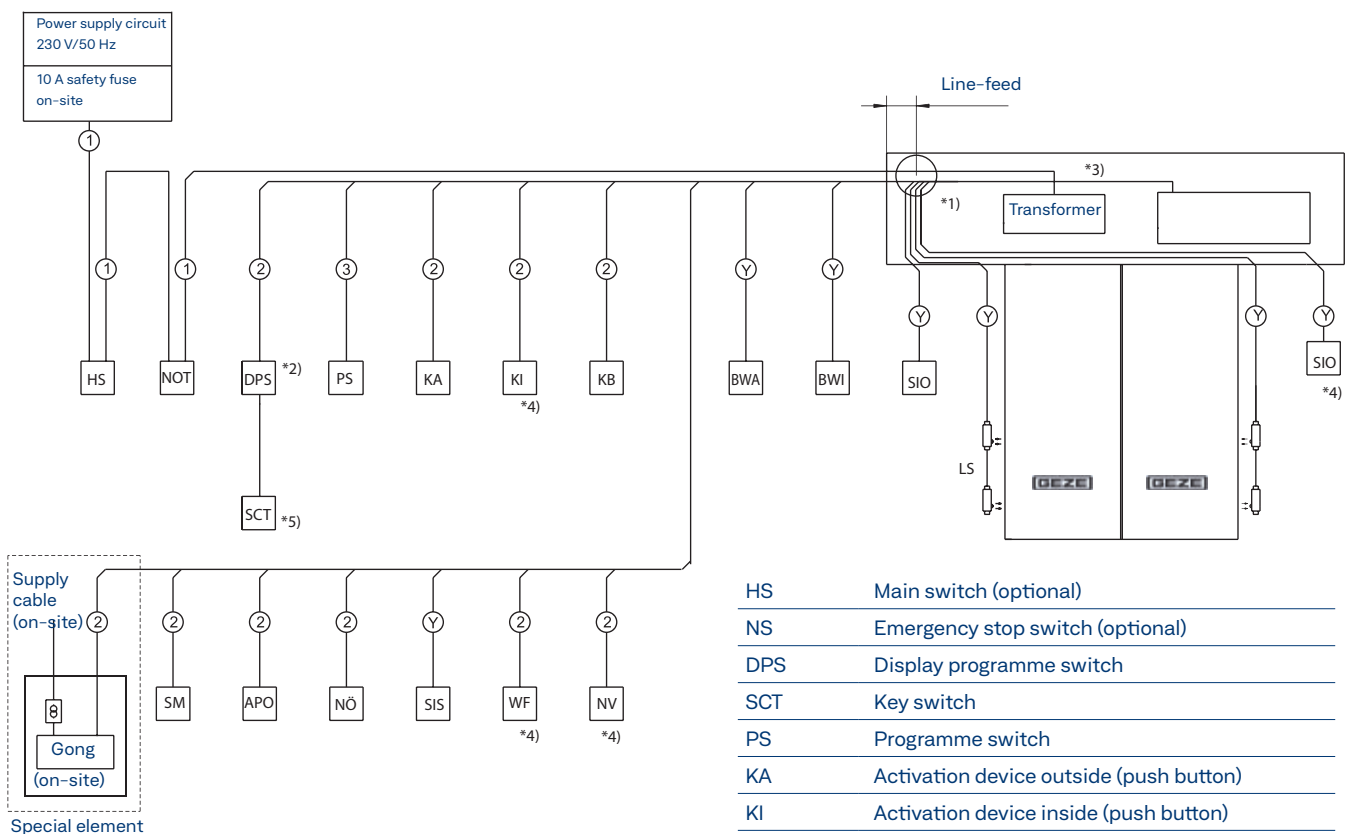 Power supply circuit
230 V/50 Hz
10 A safety fuse
on-site
Line-feed
1
*3)
*1)
Transformer
1
1
2
3
2
2
2
Y
Y
Y
Y
Y
Y
HS
NOT
DPS
*2)
PS
KA
KI
*4)
KB
BWA
BWI
SIO
SIO
*4)
LS
GEZE
GEZE
SCT
*5)
Supply
cable
(on-site)
2
2
2
2
Y
2
2
SM
APO
NÖ
SIS
WF
*4)
NV
*4)
Gong
(on-site)
Special element
HS Main switch (optional)
NS Emergency stop switch (optional)
DPS Display programme switch
SCT Key switch
PS Programme switch
KA Activation device outside (push button)
KI Activation device inside (push button)